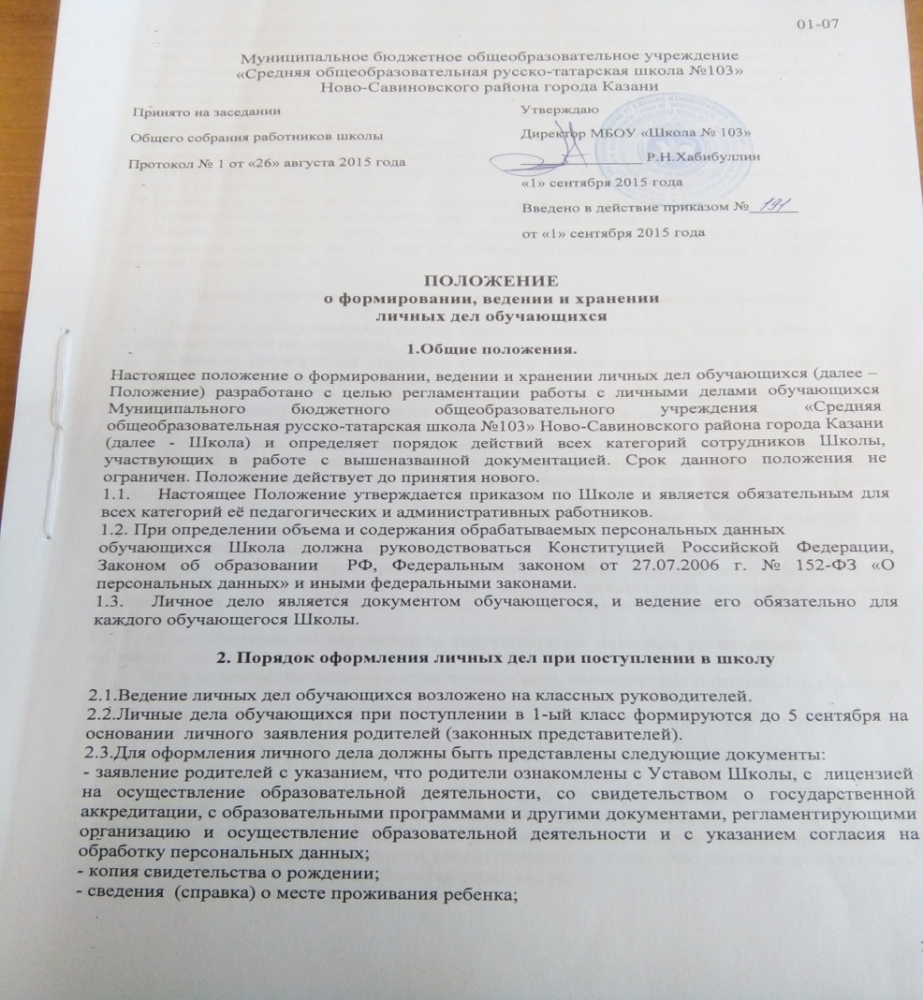 01-07
Муниципальное бюджетное общеобразовательное учреждение
«Средняя общеобразовательная русско-татарская школа №103»
Ново-Савиновского района города Казани
Принято на заседании
Общего собрания работников школы
Протокол № 1 от «26» августа 2015 года
Утверждаю
Директор МБОУ «Школа № 103»
Р.Н.Хабибуллин
«1» сентября 2015 года
Введено в действие приказом № 191
от «1» сентября 2015 года
ПОЛОЖЕНИЕ
о формировании, ведении и хранении
личных дел обучающихся
1.Общие положения.
Настоящее положение о формировании, ведении и хранении личных дел обучающихся (далее –
Положение) разработано с целью регламентации работы с личными делами обучающихся
Муниципального бюджетного общеобразовательного учреждения «Средняя
общеобразовательная русско-татарская школа №103» Ново-Савиновского района города Казани
(далее - Школа) и определяет порядок действий всех категорий сотрудников Школы,
участвующих в работе с вышеназванной документацией. Срок данного положения не
ограничен. Положение действует до принятия нового.
1.1. Настоящее Положение утверждается приказом по Школе и является обязательным для
всех категорий её педагогических и административных работников.
1.2. При определении объема и содержания обрабатываемых персональных данных
обучающихся Школа должна руководствоваться Конституцией Российской Федерации,
Законом об образовании РФ, Федеральным законом от 27.07.2006 г. № 152-ФЗ «О
персональных данных» и иными федеральными законами.
1.3. Личное дело является документом обучающегося, и ведение его обязательно для
каждого обучающегося Школы.
2. Порядок оформления личных дел при поступлении в школу
2.1.Ведение личных дел обучающихся возложено на классных руководителей.
2.2.Личные дела обучающихся при поступлении в 1-ый класс формируются до 5 сентября на
основании личного заявления родителей (законных представителей).
2.3.Для оформления личного дела должны быть представлены следующие документы:
- заявление родителей с указанием, что родители ознакомлены с Уставом Школы, с лицензией
на осуществление образовательной деятельности, со свидетельством о государственной
аккредитации, с образовательными программами и другими документами, регламентирующими
организацию и осуществление образовательной деятельности и с указанием согласия на
обработку персональных данных;
- копия свидетельства о рождении;
- сведения (справка) о месте проживания ребенка;